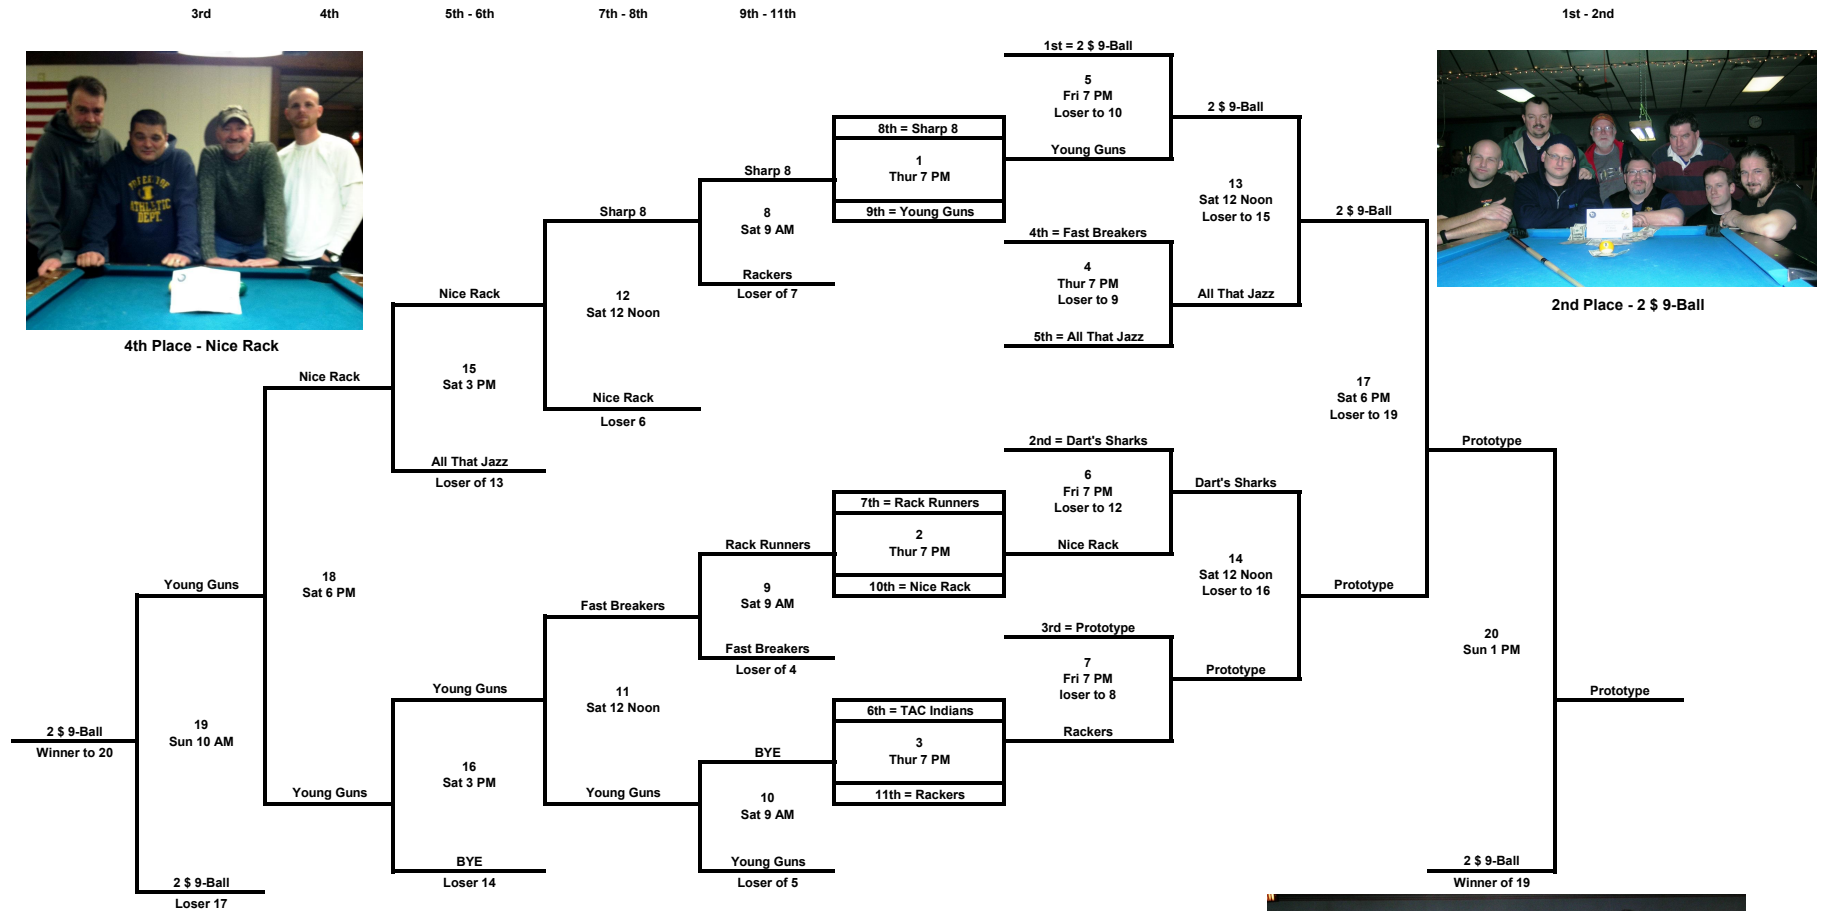 3rd
4th
5th - 6th
7th - 8th
9th - 11th
1st - 2nd
1st = 2 $ 9-Ball
5
Fri 7 PM
Loser to 10
2 $ 9-Ball
8th = Sharp 8
Young Guns
1
Thur 7 PM
Sharp 8
13
Sat 12 Noon
Loser to 15
Sharp 8
8
Sat 9 AM
9th = Young Guns
2 $ 9-Ball
4th = Fast Breakers
4
Thur 7 PM
Loser to 9
Rackers
Loser of 7
Nice Rack
12
Sat 12 Noon
All That Jazz
2nd Place - 2 $ 9-Ball
5th = All That Jazz
4th Place - Nice Rack
15
Sat 3 PM
Nice Rack
17
Sat 6 PM
Loser to 19
Nice Rack
Loser 6
2nd = Dart's Sharks
Prototype
All That Jazz
Loser of 13
6
Fri 7 PM
Loser to 12
Dart's Sharks
7th = Rack Runners
2
Thur 7 PM
Rack Runners
Nice Rack
14
Sat 12 Noon
Loser to 16
18
Sat 6 PM
Young Guns
9
Sat 9 AM
10th = Nice Rack
Prototype
Fast Breakers
3rd = Prototype
20
Sun 1 PM
Fast Breakers
Loser of 4
7
Fri 7 PM
loser to 8
Prototype
Young Guns
11
Sat 12 Noon
Prototype
6th = TAC Indians
19
Sun 10 AM
2 $ 9-Ball
Winner to 20
Rackers
3
Thur 7 PM
BYE
16
Sat 3 PM
Young Guns
Young Guns
10
Sat 9 AM
11th = Rackers
BYE
Loser 14
Young Guns
Loser of 5
2 $ 9-Ball
Winner of 19
2 $ 9-Ball
Loser 17